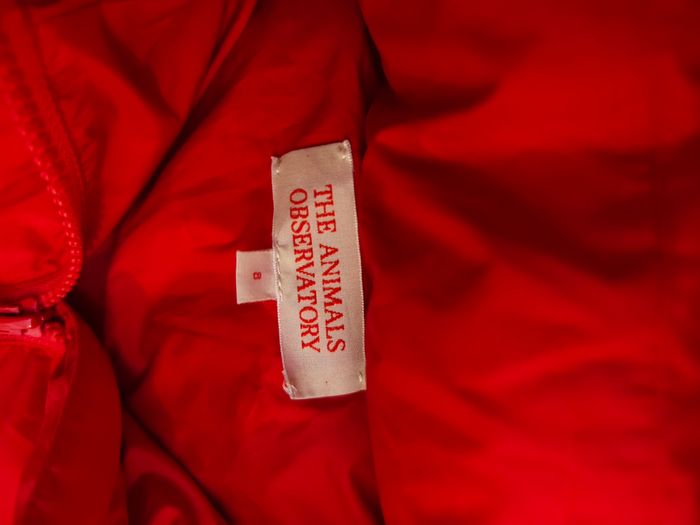 THE ANIMALS
OBSERVATORY
8